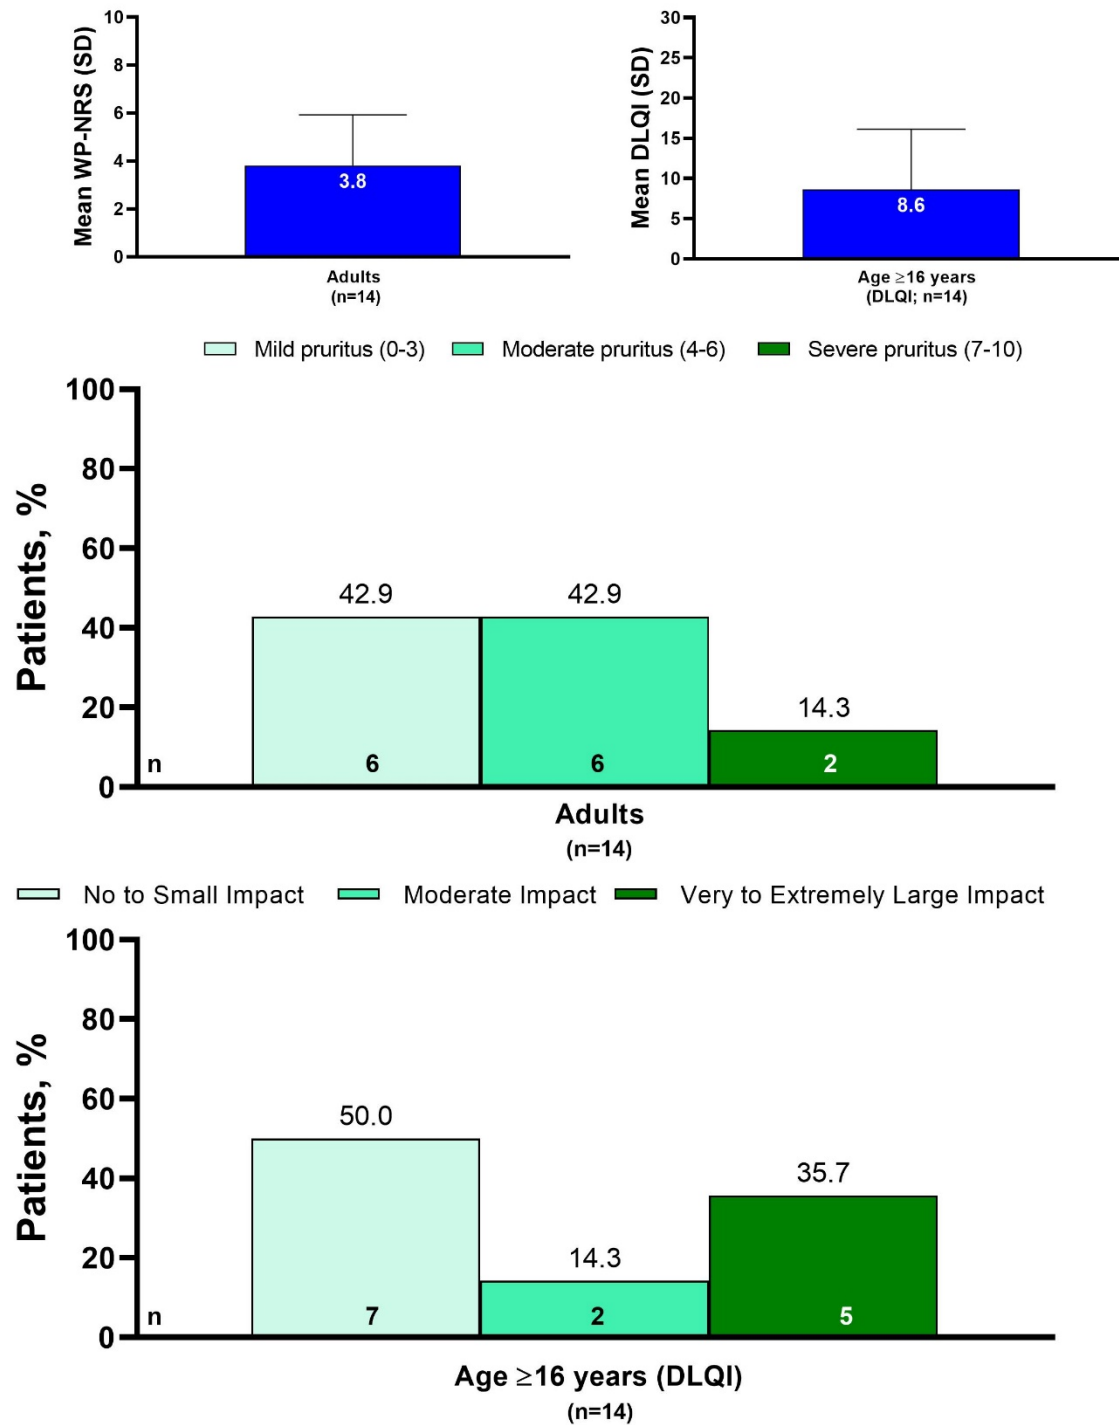 Mean WP-NRS (SD)
10
8
6
4
2
0
3.8
Adults
(n=14)
Mean DLQI (SD)
30
25
20
15
10
5
0
8.6
Age ≥16 years
(DLQI; n=14)
Mild pruritus (0-3) Moderate pruritus (4-6) Severe pruritus (7-10)
Patients, %
100
80
60
40
20
0
42.9 42.9 14.3
n 6 6 2
Adults
(n=14)
No to Small Impact Moderate Impact Very to Extremely Large Impact
Patients, %
100
80
60
40
20
0
50.0 14.3 35.7
n 7 2 5
Age ≥16 years (DLQI)
(n=14)